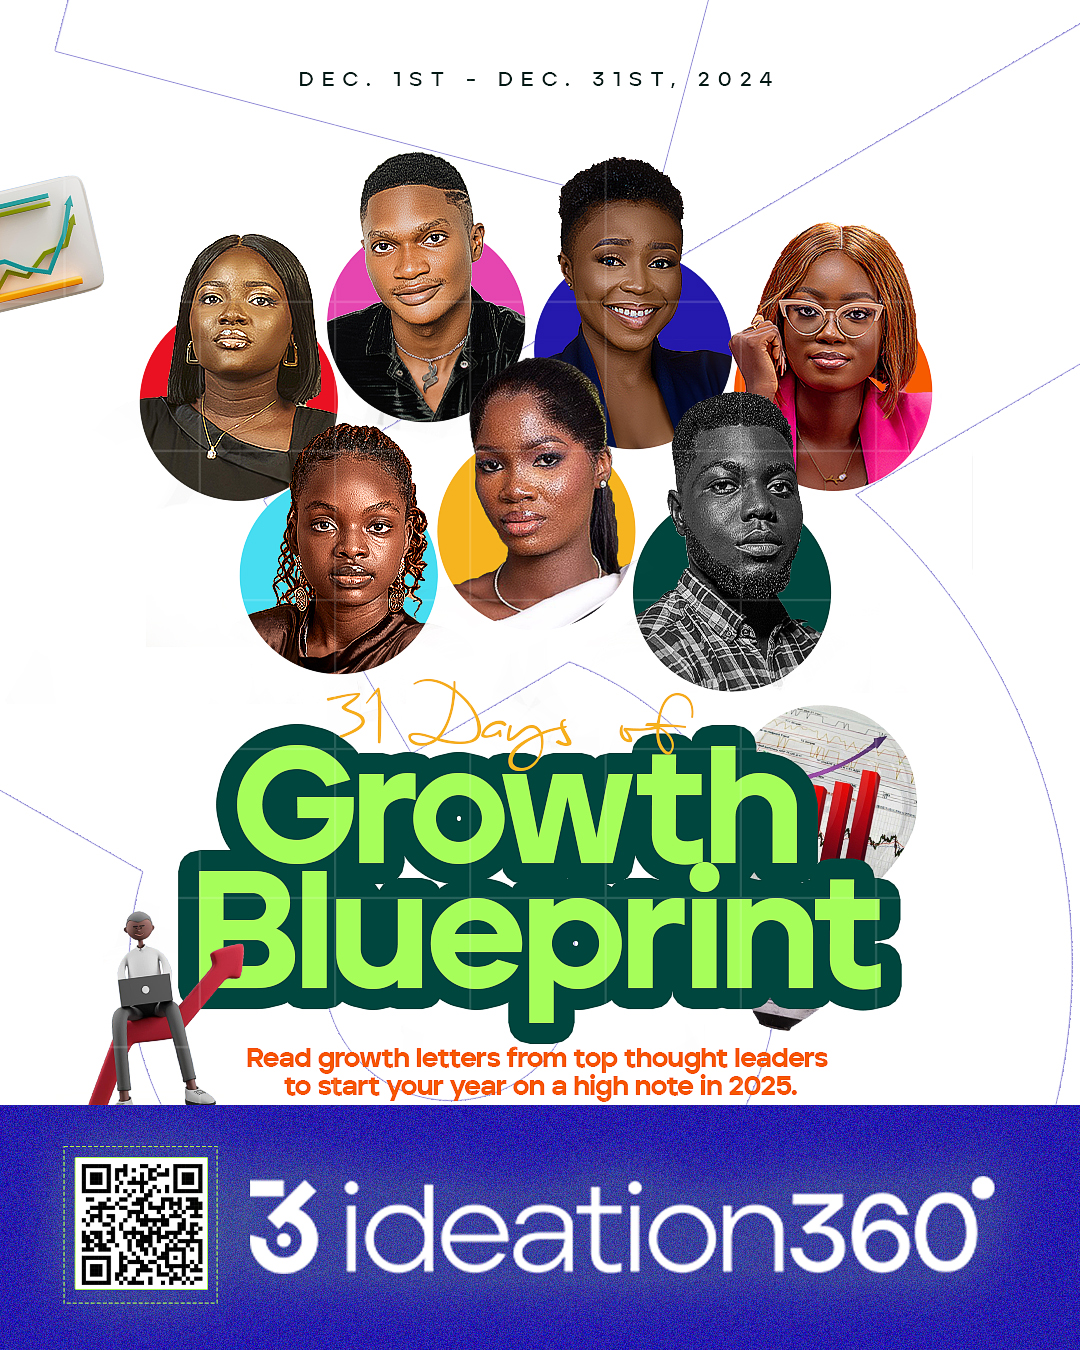 DEC. 1ST - DEC. 31ST, 2024
31 Days of
Growth
Blueprint
Read growth letters from top thought leaders
to start your year on a high note in 2025.
ideation360